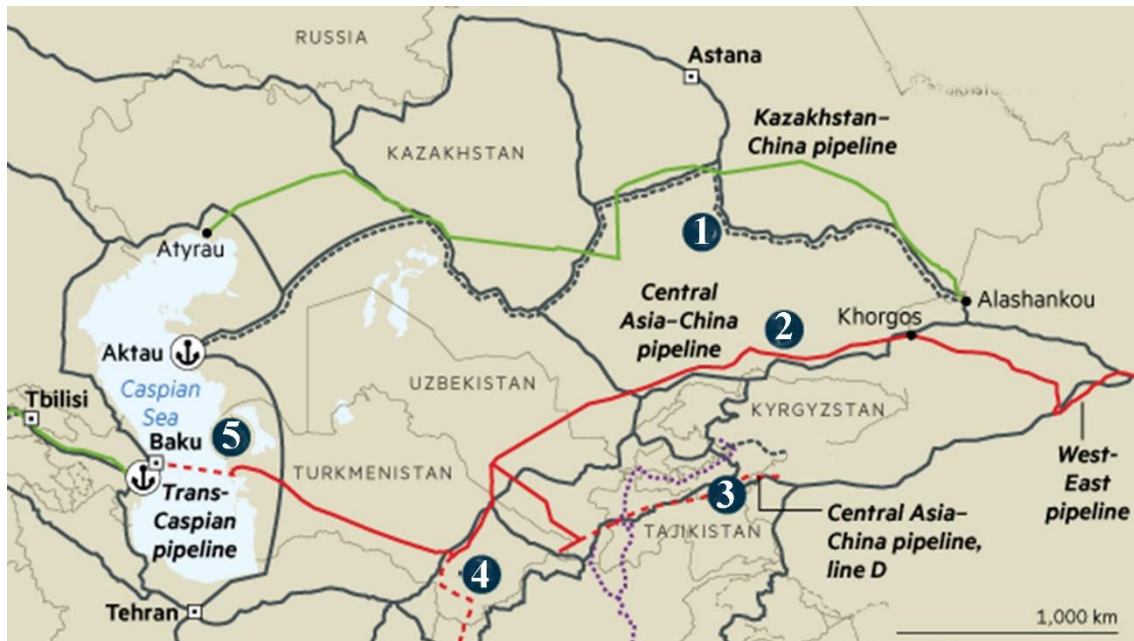 RUSSIA
Astana
Kazakhstan–
China pipeline
KAZAKHSTAN
1
Atyrau
Central
Asia–China
pipeline
2
Khorgos
Alashankou
Aktau
Caspian
Sea
UZBEKISTAN
KYRGYZSTAN
Tbilisi
Baku
5
TURKMENISTAN
Trans-
Caspian
pipeline
3
TAJIKISTAN
West-
East
pipeline
Central Asia–
China pipeline,
line D
4
Tehran
1,000 km